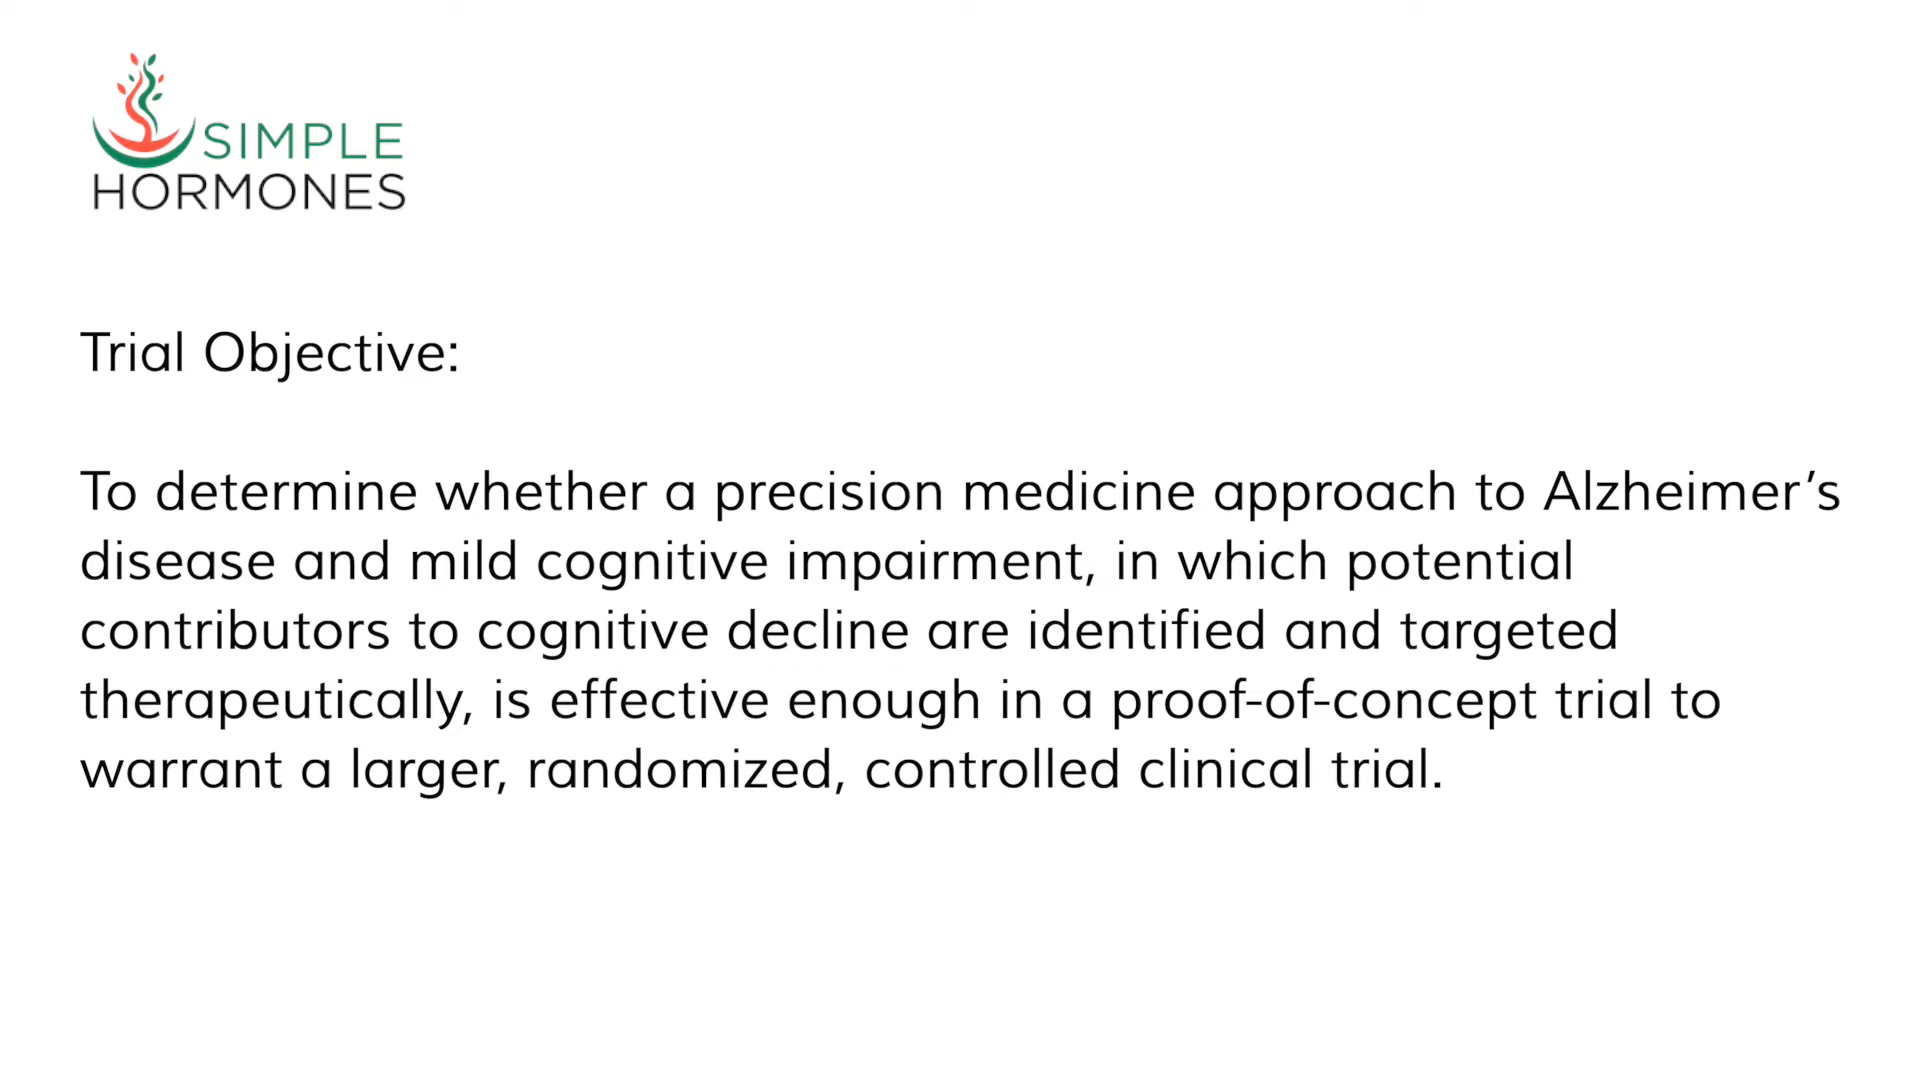 SIMPLE
HORMONES
Trial Objective:
To determine whether a precision medicine approach to Alzheimer’s
disease and mild cognitive impairment, in which potential
contributors to cognitive decline are identified and targeted
therapeutically, is effective enough in a proof-of-concept trial to
warrant a larger, randomized, controlled clinical trial.